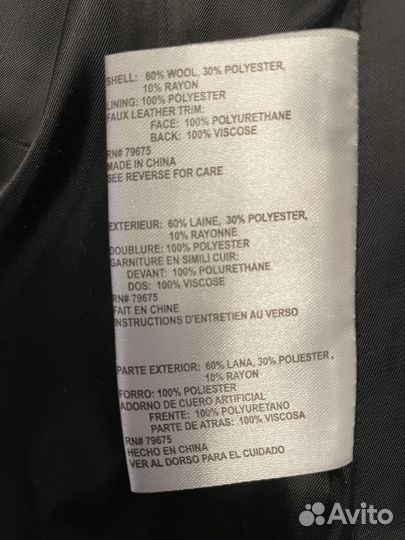 SHELL: 60% WOOL, 30% POLYESTER,
10% RAYON
LINING: 100% POLYESTER
FAUX LEATHER TRIM:
FACE: 100% POLYURETHANE
BACK: 100% VISCOSE
RN# 79675
MADE IN CHINA
SEE REVERSE FOR CARE
EXTERIEUR: 60% LAINE, 30% POLYESTER,
10% RAYONNE
DOUBLURE: 100% POLYESTER
GARNITURE EN SIMILI CUIR:
DEVANT: 100% POLURETHANE
DOS: 100% VISCOSE
RN# 79675
FAIT EN CHINE
INSTRUCTIONS D'ENTRETIEN AU VERSO
PARTE EXTERIOR: 60% LANA, 30% POLIESTER,
10% RAYON
FORRO: 100% POLIESTER
ADORNO DE CUERO ARTIFICIAL
FRENTE: 100% POLIURETANO
PARTE DE ATRAS: 100% VISCOSA
RN# 79675
HECHO EN CHINA
VER AL DORSO PARA EL CUIDADO
Avito